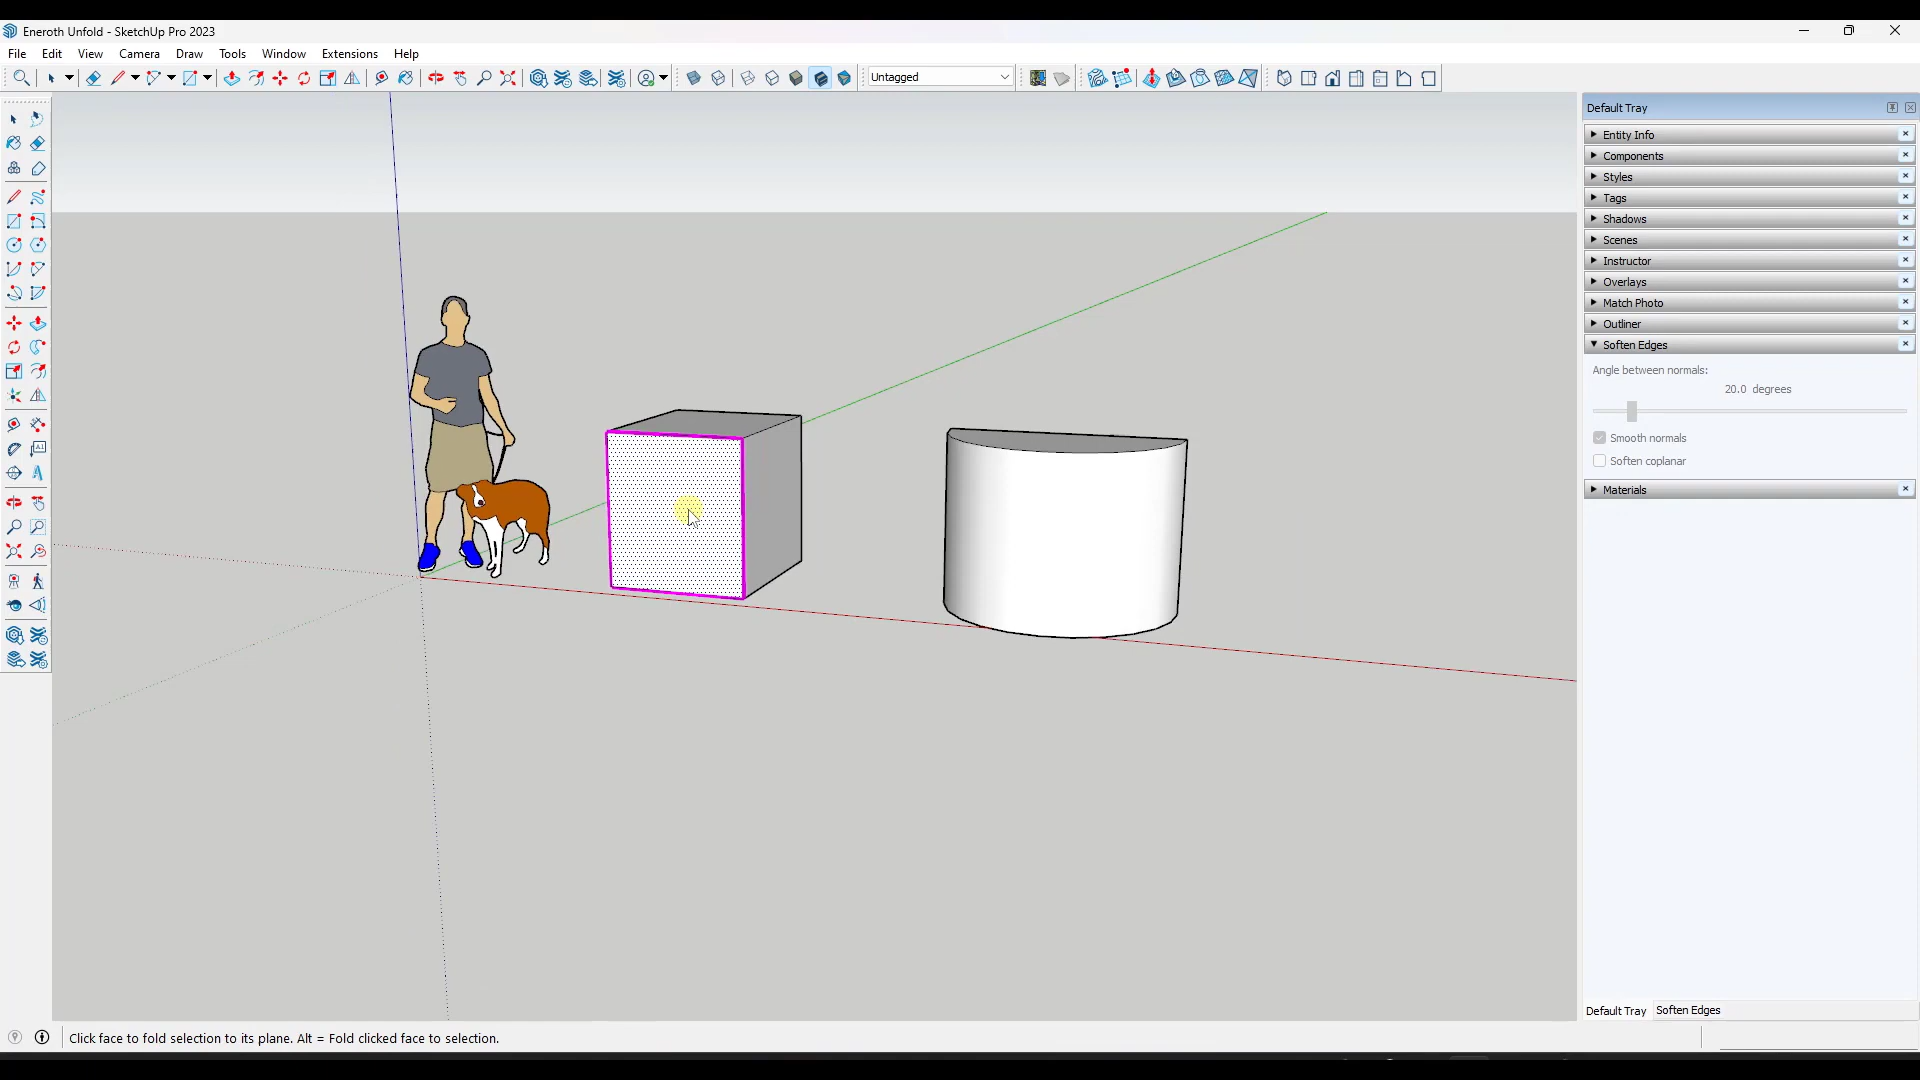 Eneroth Unfold - SketchUp Pro 2023
File Edit View Camera Draw Tools Window Extensions Help
Untagged
Default Tray
Entity Info
Components
Styles
Tags
Shadows
Scenes
Instructor
Overlays
Match Photo
Outliner
Soften Edges
Angle between normals:
20.0 degrees
Smooth normals
Soften coplanar
Materials
Default Tray Soften Edges
Click face to fold selection to its plane. Alt = Fold clicked face to selection.